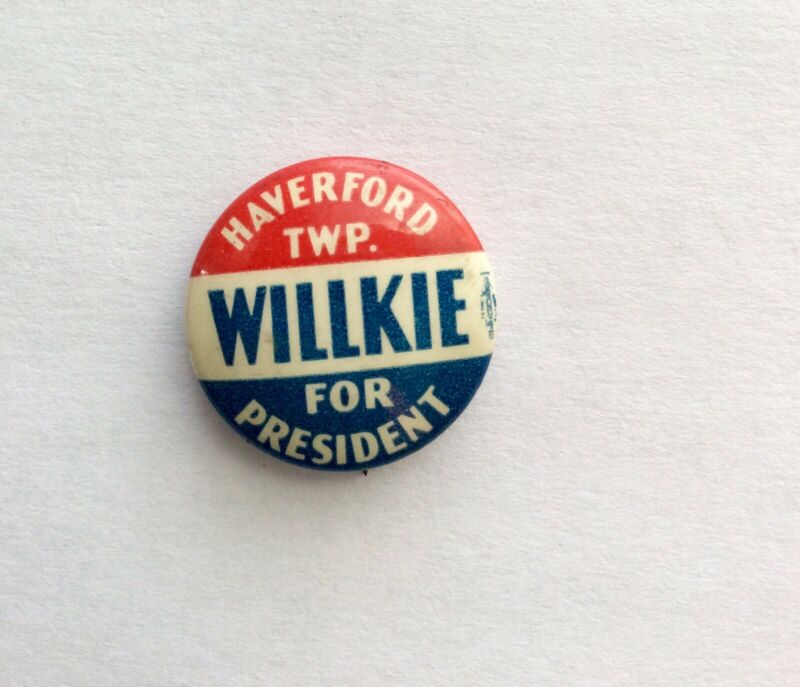 HAVERFORD
TWP.
WILLKIE
FOR
PRESIDENT